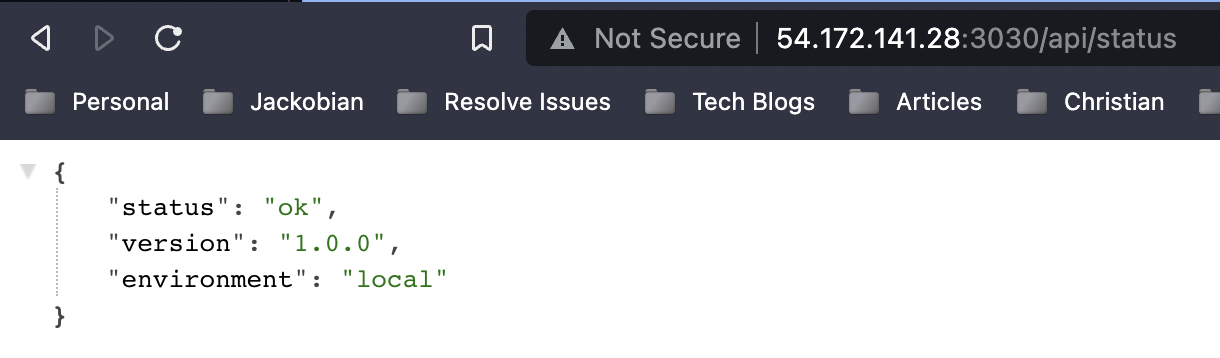 Not Secure 54.172.141.28:3030/api/status
Personal Jackobian Resolve Issues Tech Blogs Articles Christian
{
"status": "ok",
"version": "1.0.0",
"environment": "local"
}